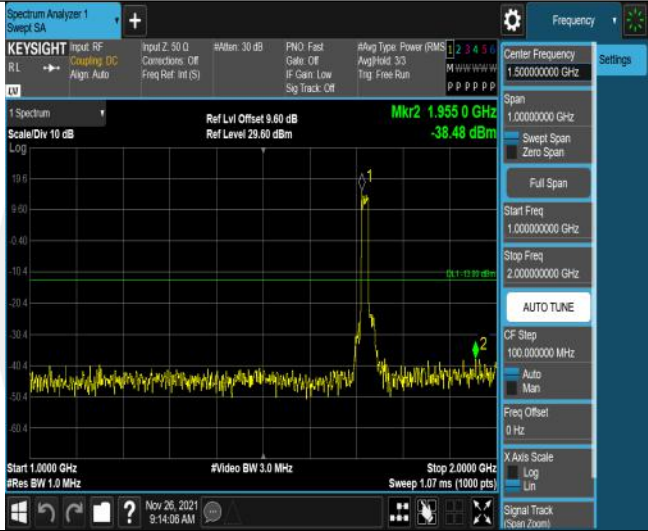 Spectrum Analyzer 1
Swept SA
+
Frequency
KEYSIGHT
RL
LV
Input: RF
Coupling: DC
Align: Auto
Input Z: 50 Ω
Corrections: Off
Freq Ref: Int (S)
#Atten: 30 dB
PNO: Fast
Gate: Off
IF Gain: Low
Sig Track: Off
#Avg Type: Power (RMS
Avg|Hold: 3/3
Trig: Free Run
1 2 3 4 5 6
M W W W W W
P P P P P P
1 Spectrum
Scale/Div 10 dB
Log
Ref Lvl Offset 9.60 dB
Ref Level 29.60 dBm
Mkr2 1.955 0 GHz
-38.48 dBm
19.6
9.60
-0.40
-10.4
-20.4
-30.4
-40.4
-50.4
-60.4
1
DL1 -13.00 dBm
2
Start 1.0000 GHz
#Res BW 1.0 MHz
#Video BW 3.0 MHz
Stop 2.0000 GHz
Sweep 1.07 ms (1000 pts)
Nov 26, 2021
9:14:06 AM
?
Center Frequency
1.500000000 GHz
Settings
Span
1.00000000 GHz
Swept Span
Zero Span
Full Span
Start Freq
1.000000000 GHz
Stop Freq
2.000000000 GHz
AUTO TUNE
CF Step
100.000000 MHz
Auto
Man
Freq Offset
0 Hz
X Axis Scale
Log
Lin
Signal Track
(Span Zoom)